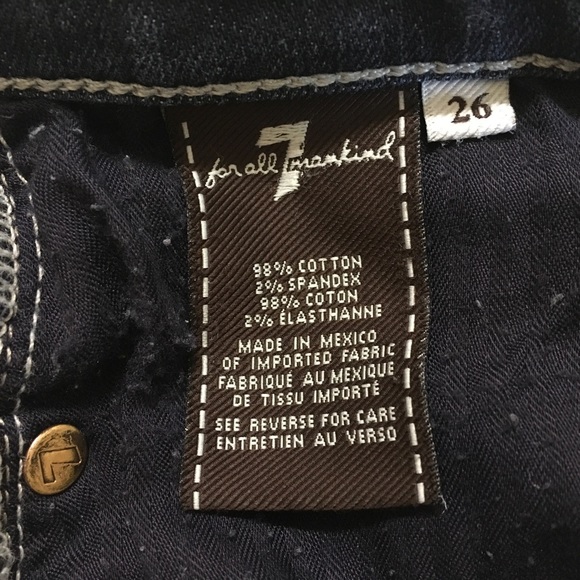 26
7
for all mankind
98% COTTON
2% SPANDEX
98% COTON
2% ÉLASTHANNE
MADE IN MEXICO
OF IMPORTED FABRIC
FABRIQUÉ AU MEXIQUE
DE TISSU IMPORTÉ
SEE REVERSE FOR CARE
ENTRETIEN AU VERSO
7